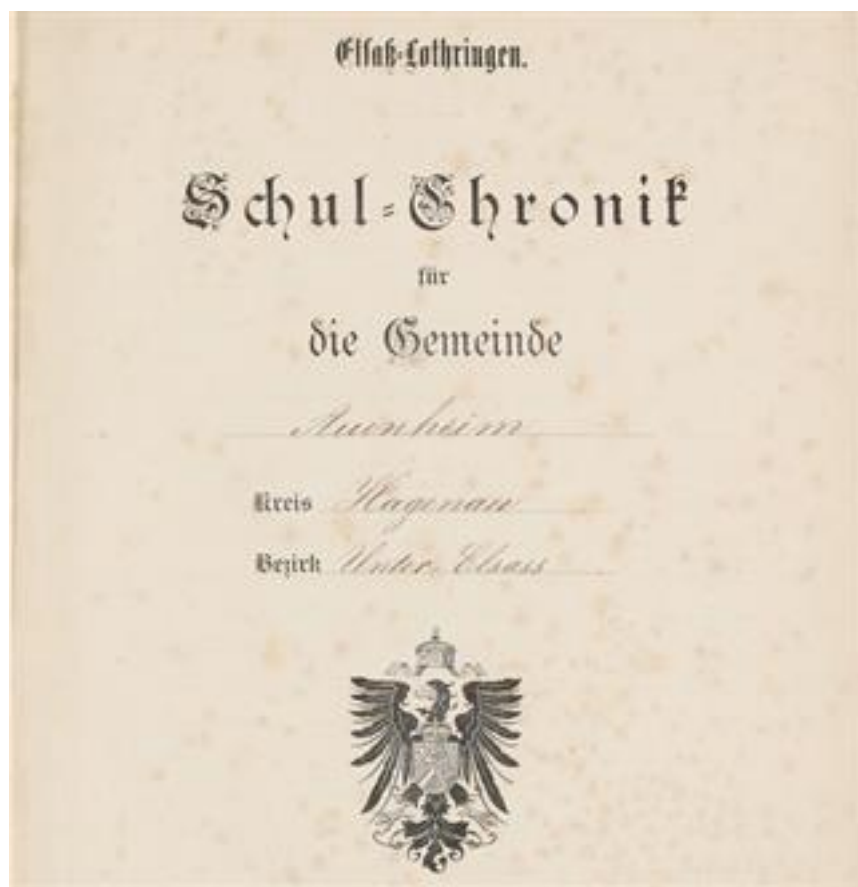 Elsaß-Lothringen.
Schul-Chronik
für
die Gemeinde
Auenheim
Kreis Hagenau
Bezirk Unter-Elsass